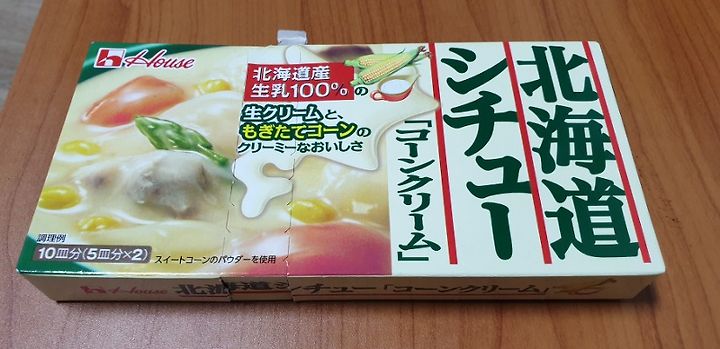 House
北海道産
生乳100%の
生クリームと、
もぎたてコーンの
クリーミーなおいしさ
北海道
シチュー
「コーンクリーム」
調理例
10皿分(5皿分×2)
スイートコーンのパウダーを使用
House 北海道シチュー「コーンクリーム」